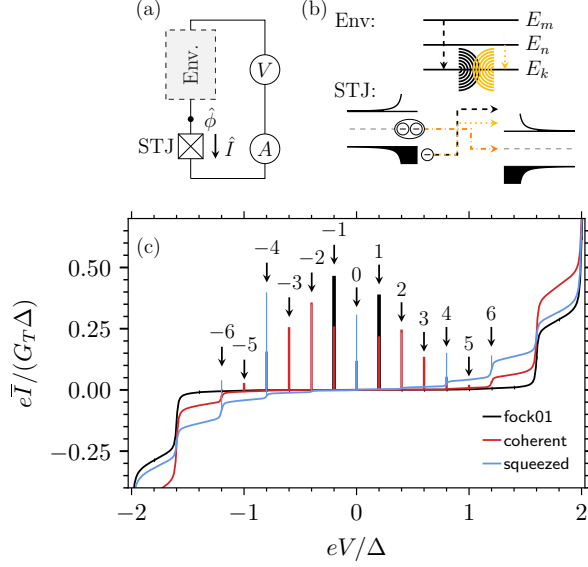 (a)
Env.
V
ϕ̂
STJ
Î
A
(b)
Env:
E_m
E_n
E_k
STJ:
− −
−
(c)
−1
−2
−4
−3
0
1
2
3
4
6
5
−6
−5
0.50
0.25
0.00
−0.25
eI̅/(G_TΔ)
fock01
coherent
squeezed
−2
−1
0
1
2
eV/Δ